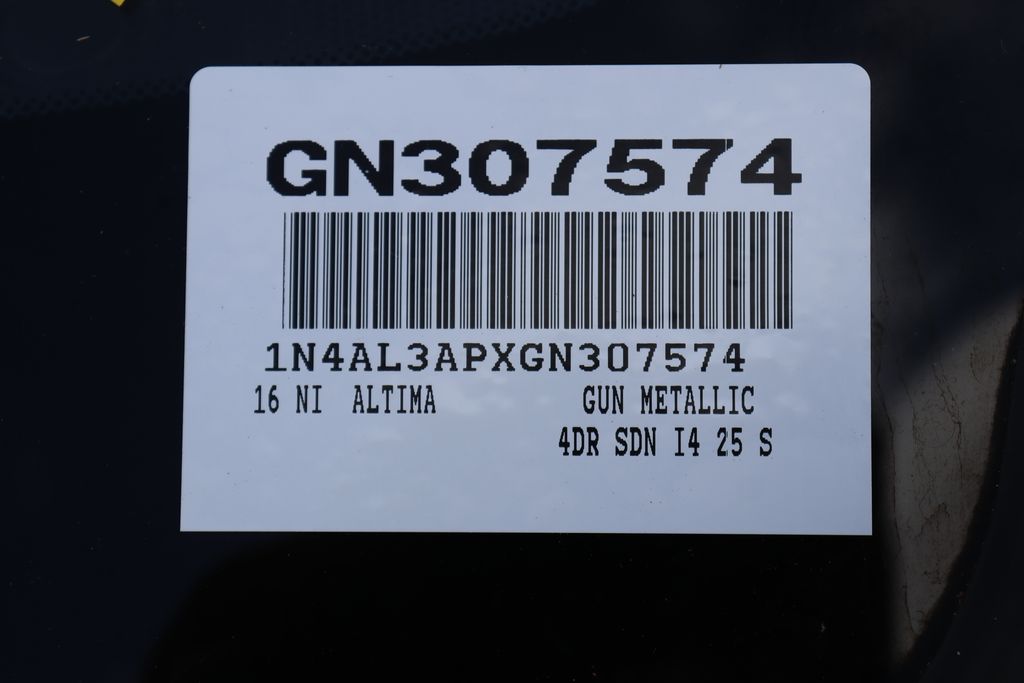 GN307574
1N4AL3APXGN307574
16 NI ALTIMA GUN METALLIC
4DR SDN I4 25 S